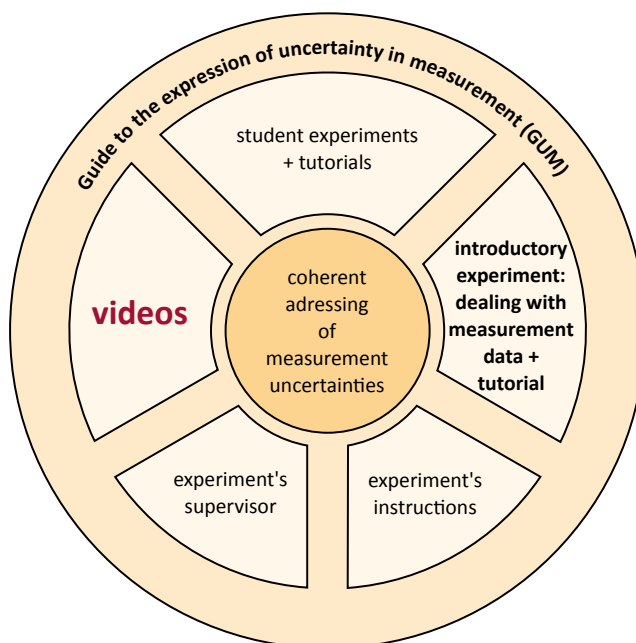 Guide to the expression of uncertainty in measurement (GUM)
student experiments
+ tutorials
videos
coherent
adressing
of
measurement
uncertainties
introductory
experiment:
dealing with
measurement
data +
tutorial
experiment's
supervisor
experiment's
instructions